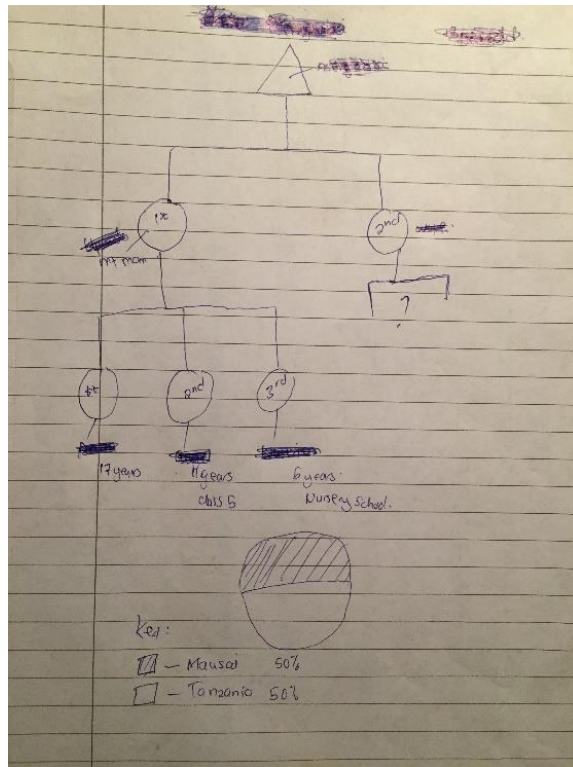 1st
2nd
my mom
?
1st
2nd
3rd
17 years
11 years
6 years.
class 5
Nursery School.
Key:
— Mausai 50%
— Tanzania 50%